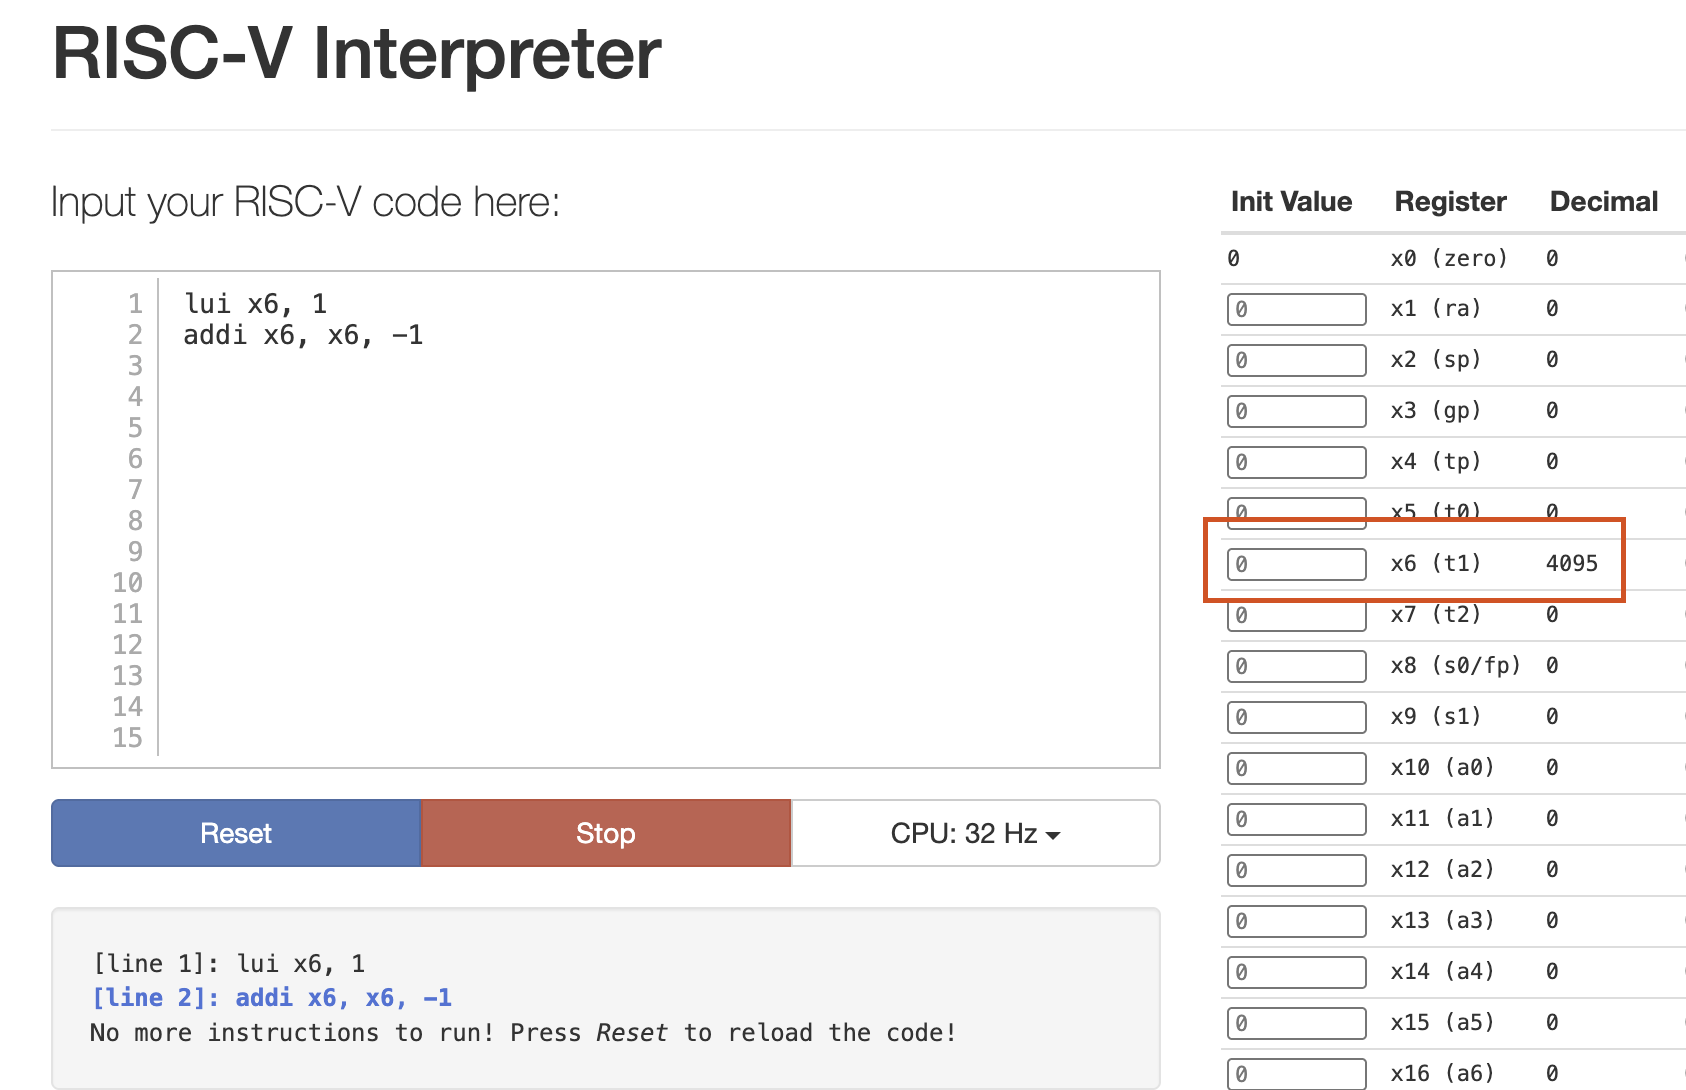 RISC-V Interpreter
Input your RISC-V code here:
1 lui x6, 1
2 addi x6, x6, −1
3
4
5
6
7
8
9
10
11
12
13
14
15
Reset Stop CPU: 32 Hz
[line 1]: lui x6, 1
[line 2]: addi x6, x6, −1
No more instructions to run! Press Reset to reload the code!
Init Value Register Decimal
0 x0 (zero) 0
0 x1 (ra) 0
0 x2 (sp) 0
0 x3 (gp) 0
0 x4 (tp) 0
0 x5 (t0) 0
0 x6 (t1) 4095
0 x7 (t2) 0
0 x8 (s0/fp) 0
0 x9 (s1) 0
0 x10 (a0) 0
0 x11 (a1) 0
0 x12 (a2) 0
0 x13 (a3) 0
0 x14 (a4) 0
0 x15 (a5) 0
0 x16 (a6) 0